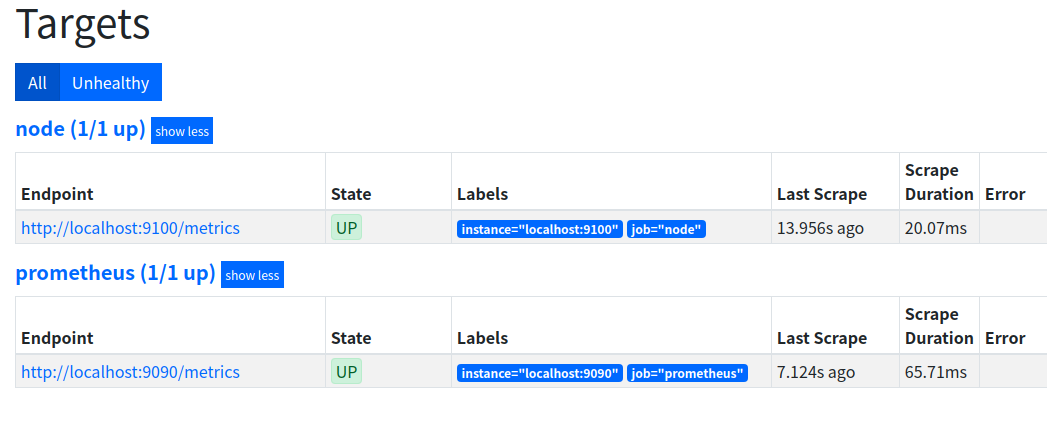 Targets
All Unhealthy
node (1/1 up) show less
Endpoint State Labels Last Scrape Scrape Duration Error
http://localhost:9100/metrics UP instance="localhost:9100" job="node" 13.956s ago 20.07ms
prometheus (1/1 up) show less
Endpoint State Labels Last Scrape Scrape Duration Error
http://localhost:9090/metrics UP instance="localhost:9090" job="prometheus" 7.124s ago 65.71ms